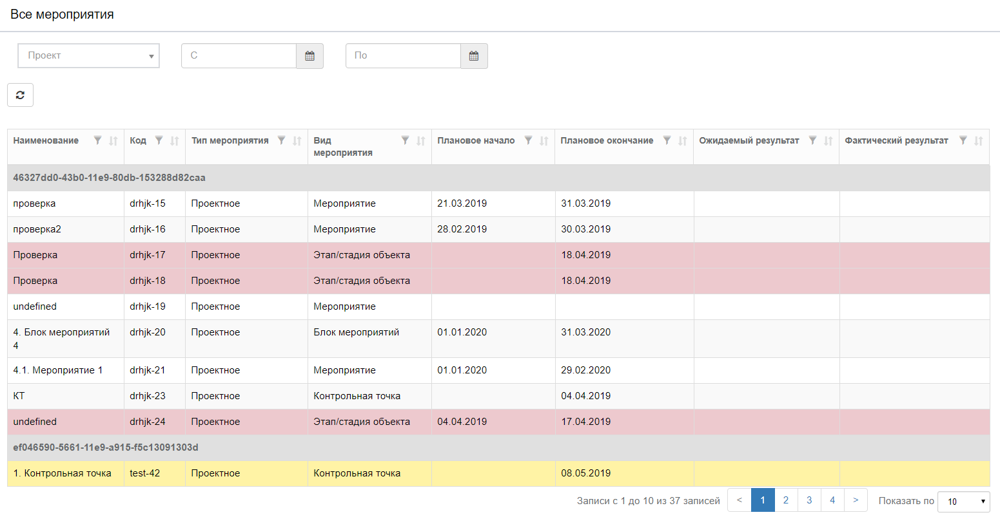 Все мероприятия
Проект С По
Наименование Код Тип мероприятия Вид мероприятия Плановое начало Плановое окончание Ожидаемый результат Фактический результат
46327dd0-43b0-11e9-80db-153288d82caa
проверка drhjk-15 Проектное Мероприятие 21.03.2019 31.03.2019
проверка2 drhjk-16 Проектное Мероприятие 28.02.2019 30.03.2019
Проверка drhjk-17 Проектное Этап/стадия объекта 18.04.2019
Проверка drhjk-18 Проектное Этап/стадия объекта 18.04.2019
undefined drhjk-19 Проектное Мероприятие
4. Блок мероприятий 4 drhjk-20 Проектное Блок мероприятий 01.01.2020 31.03.2020
4.1. Мероприятие 1 drhjk-21 Проектное Мероприятие 01.01.2020 29.02.2020
КТ drhjk-23 Проектное Контрольная точка 04.04.2019
undefined drhjk-24 Проектное Этап/стадия объекта 04.04.2019 17.04.2019
ef046590-5661-11e9-a915-f5c13091303d
1. Контрольная точка test-42 Проектное Контрольная точка 08.05.2019
Записи с 1 до 10 из 37 записей < 1 2 3 4 > Показать по 10